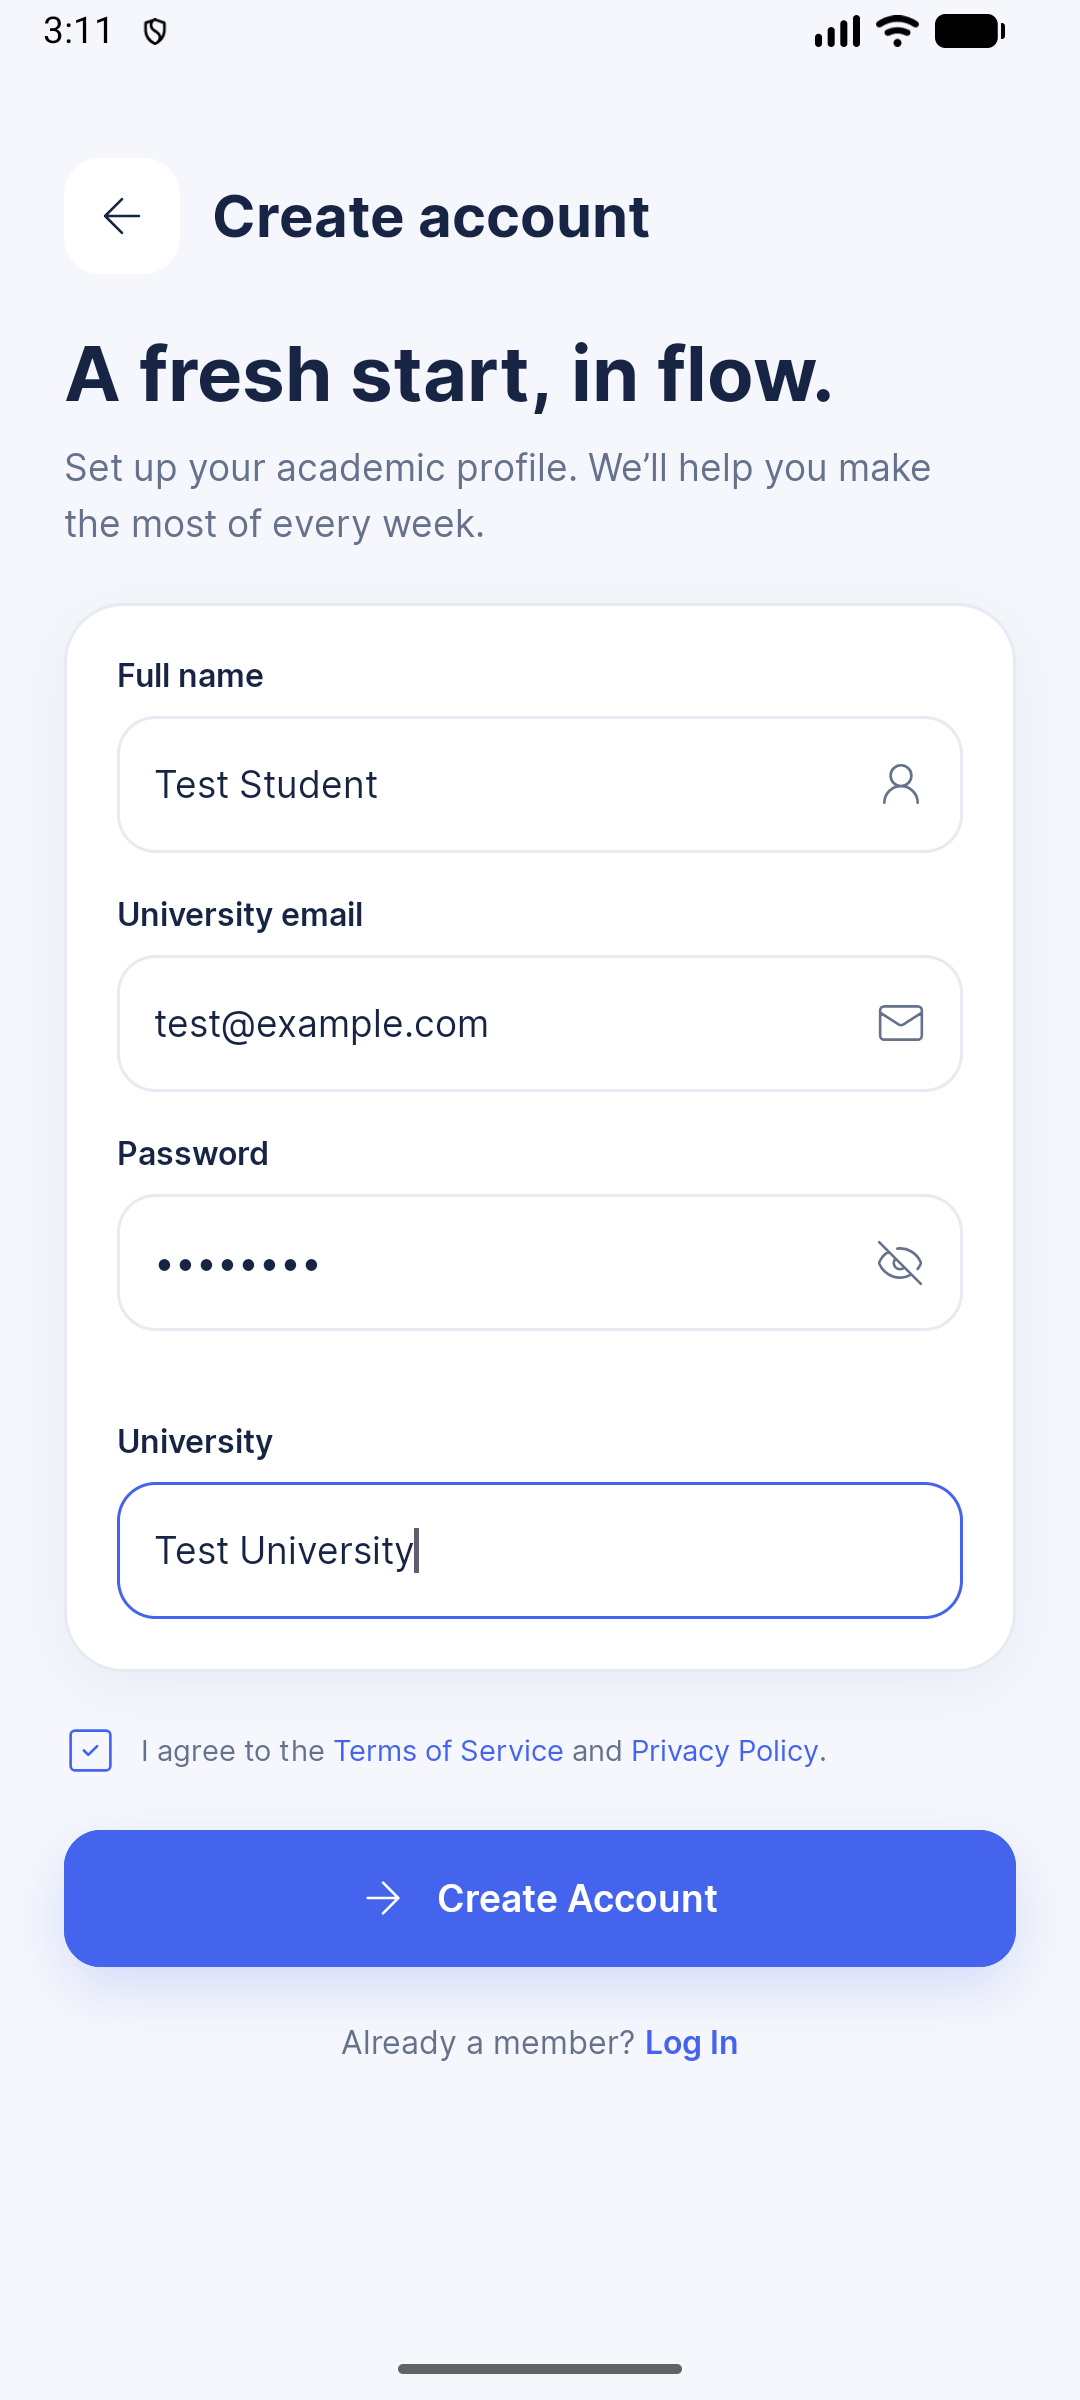 3:11
Create account
A fresh start, in flow.
Set up your academic profile. We’ll help you make
the most of every week.
Full name
Test Student
University email
test@example.com
Password
••••••••
University
Test University
I agree to the Terms of Service and Privacy Policy.
Create Account
Already a member? Log In